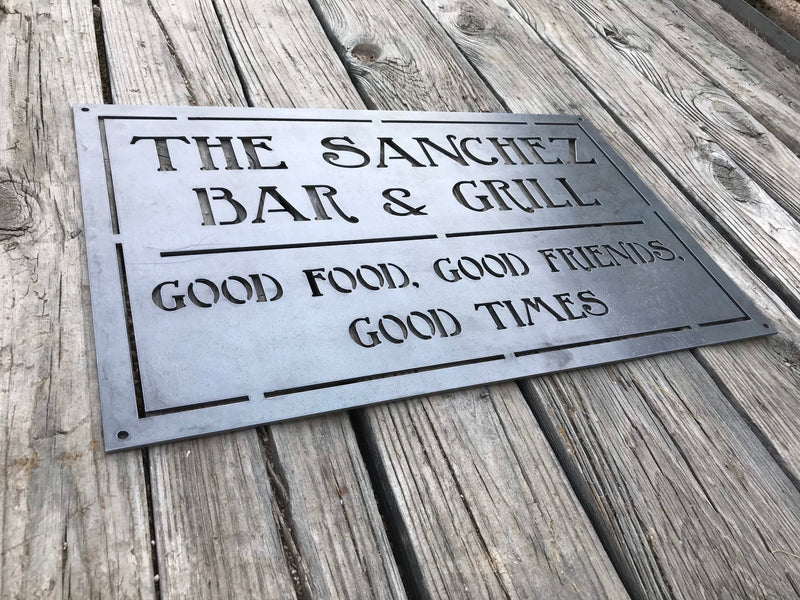 THE SANCHEZ
BAR & GRILL
GOOD FOOD, GOOD FRIENDS,
GOOD TIMES